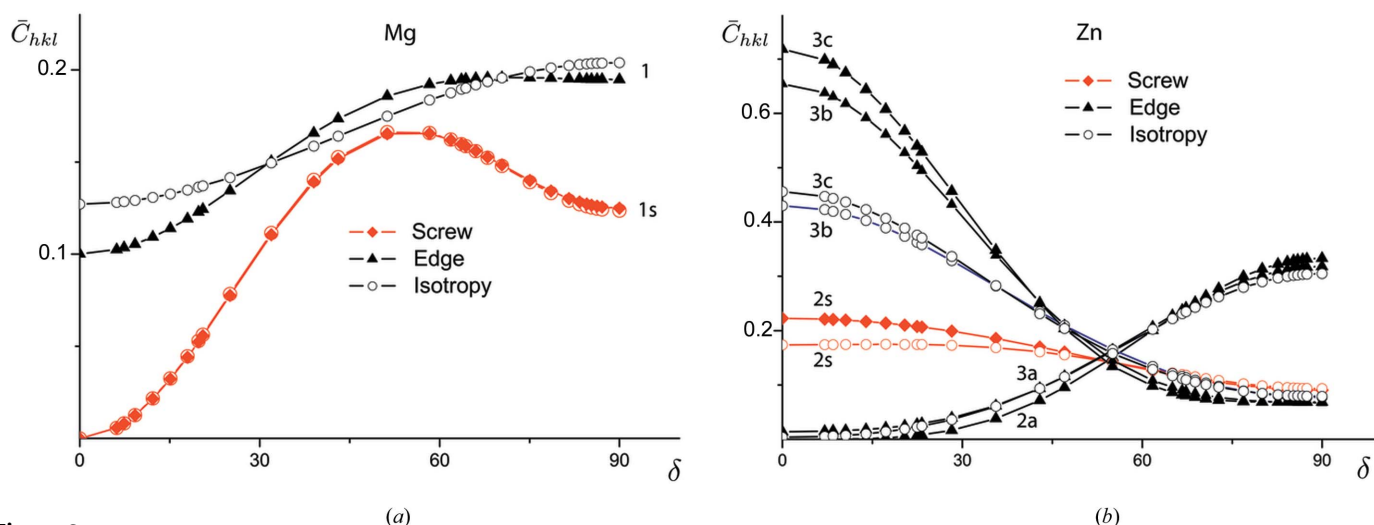 C̄hkl
Mg
0.2
1
0.1
1s
Screw
Edge
Isotropy
0
30
60
90
δ
(a)
C̄hkl
Zn
3c
3b
0.6
Screw
Edge
Isotropy
3c
3b
0.4
2s
2s
0.2
3a
2a
0
30
60
90
δ
(b)